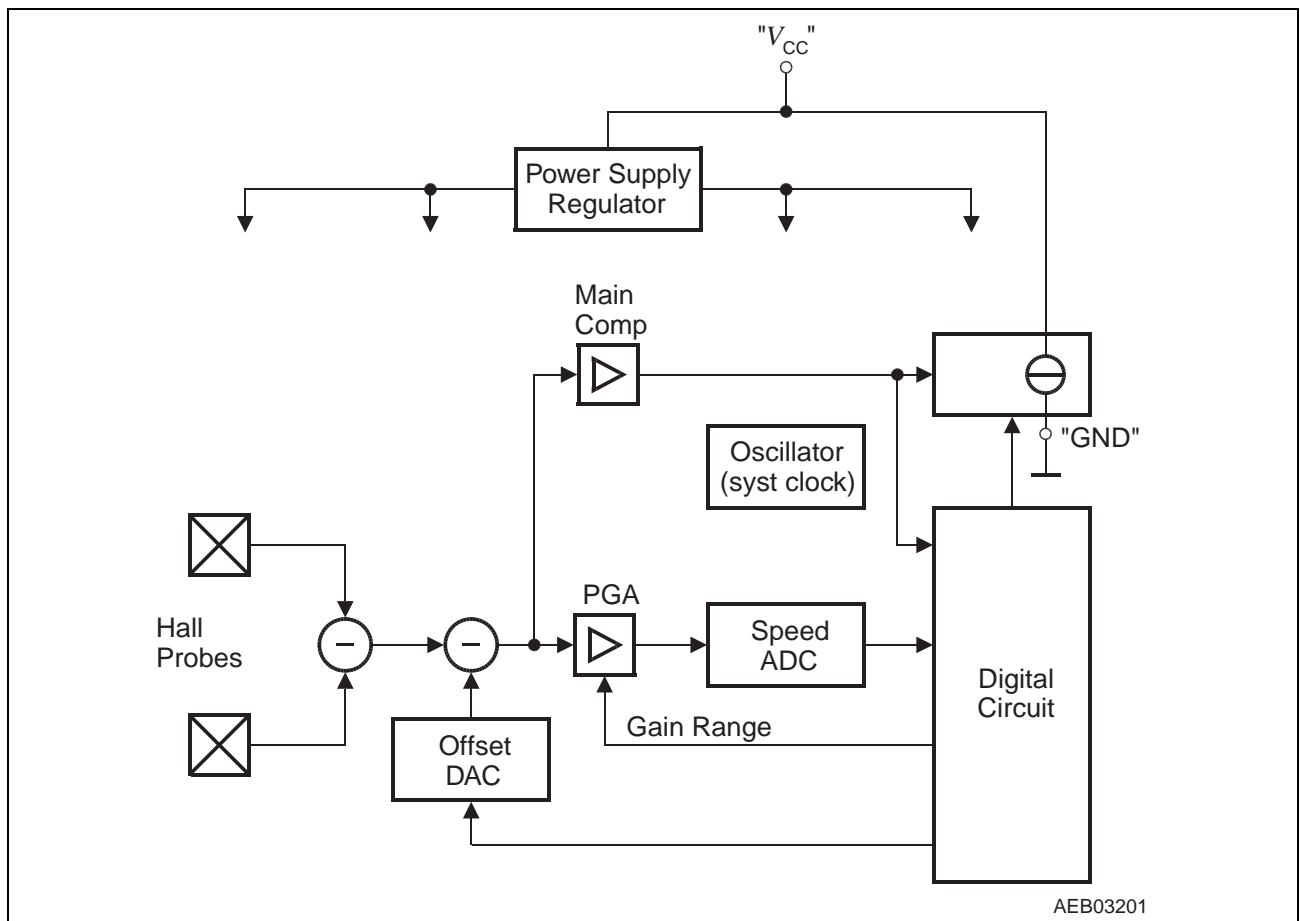 "VCC"
Power Supply
Regulator
Main
Comp
"GND"
Oscillator
(syst clock)
PGA
Hall
Probes
Speed
ADC
Digital
Circuit
Gain Range
Offset
DAC
AEB03201